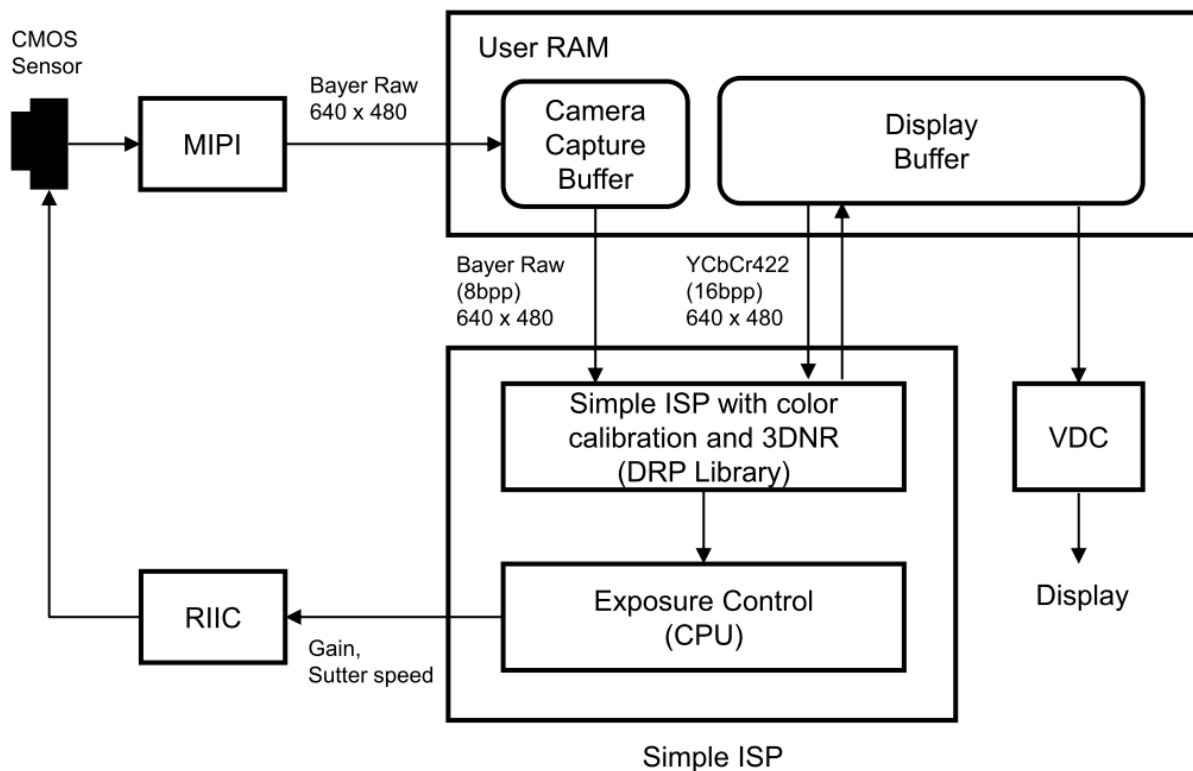 CMOS
Sensor
MIPI
Bayer Raw
640 x 480
User RAM
Camera
Capture
Buffer
Display
Buffer
Bayer Raw
(8bpp)
640 x 480
YCbCr422
(16bpp)
640 x 480
Simple ISP with color
calibration and 3DNR
(DRP Library)
VDC
Exposure Control
(CPU)
Display
RIIC
Gain,
Sutter speed
Simple ISP